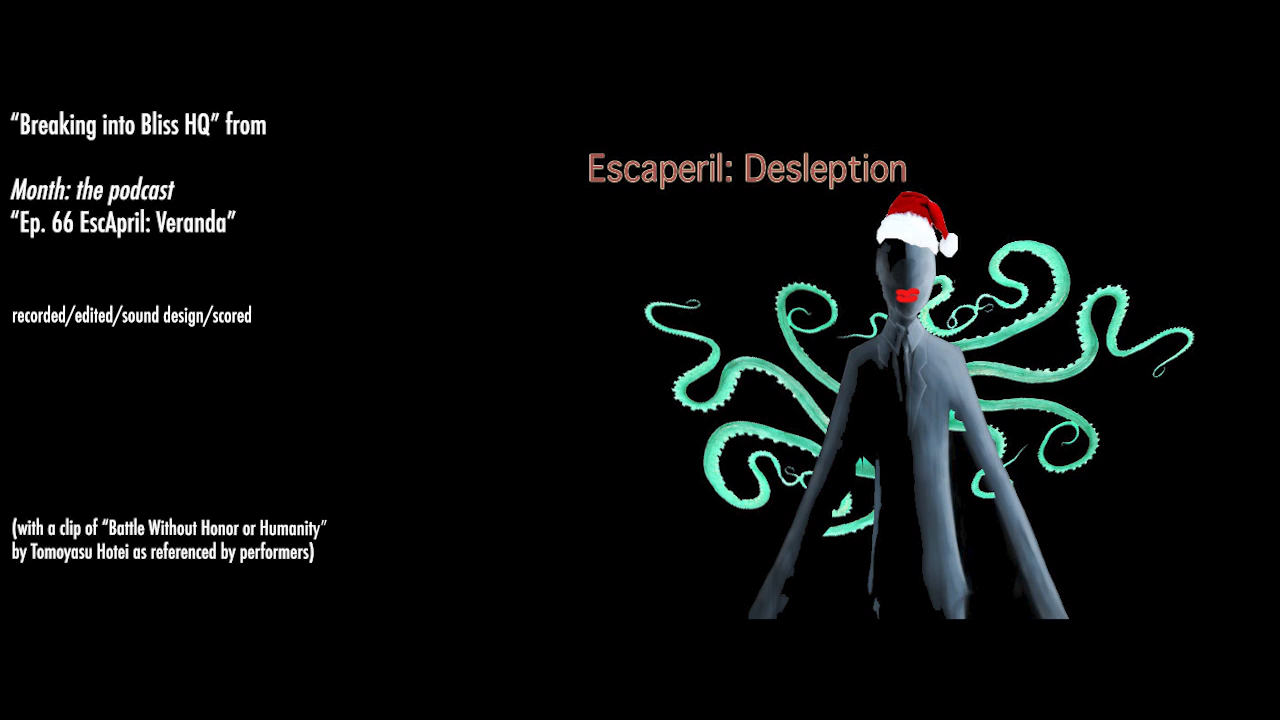 “Breaking into Bliss HQ” from
Month: the podcast
“Ep. 66 EscApril: Veranda”
recorded/edited/sound design/scored
(with a clip of “Battle Without Honor or Humanity”
by Tomoyasu Hotei as referenced by performers)
Escaperil: Desleption